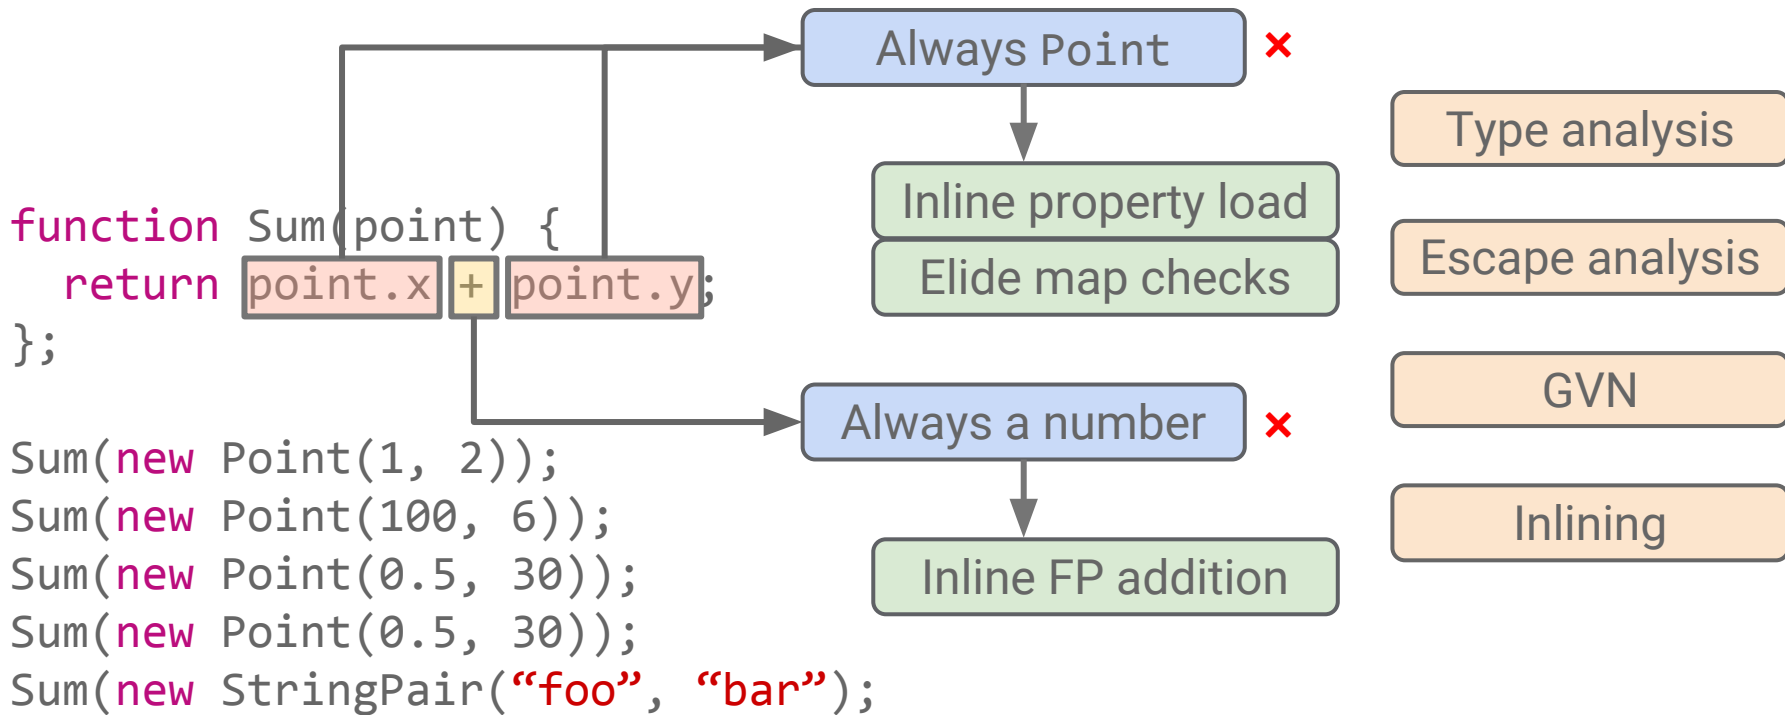 function Sum(point) {
  return point.x + point.y;
};
Sum(new Point(1, 2));
Sum(new Point(100, 6));
Sum(new Point(0.5, 30));
Sum(new Point(0.5, 30));
Sum(new StringPair(“foo”, “bar”);
Always Point ×
Inline property load
Elide map checks
Always a number ×
Inline FP addition
Type analysis
Escape analysis
GVN
Inlining